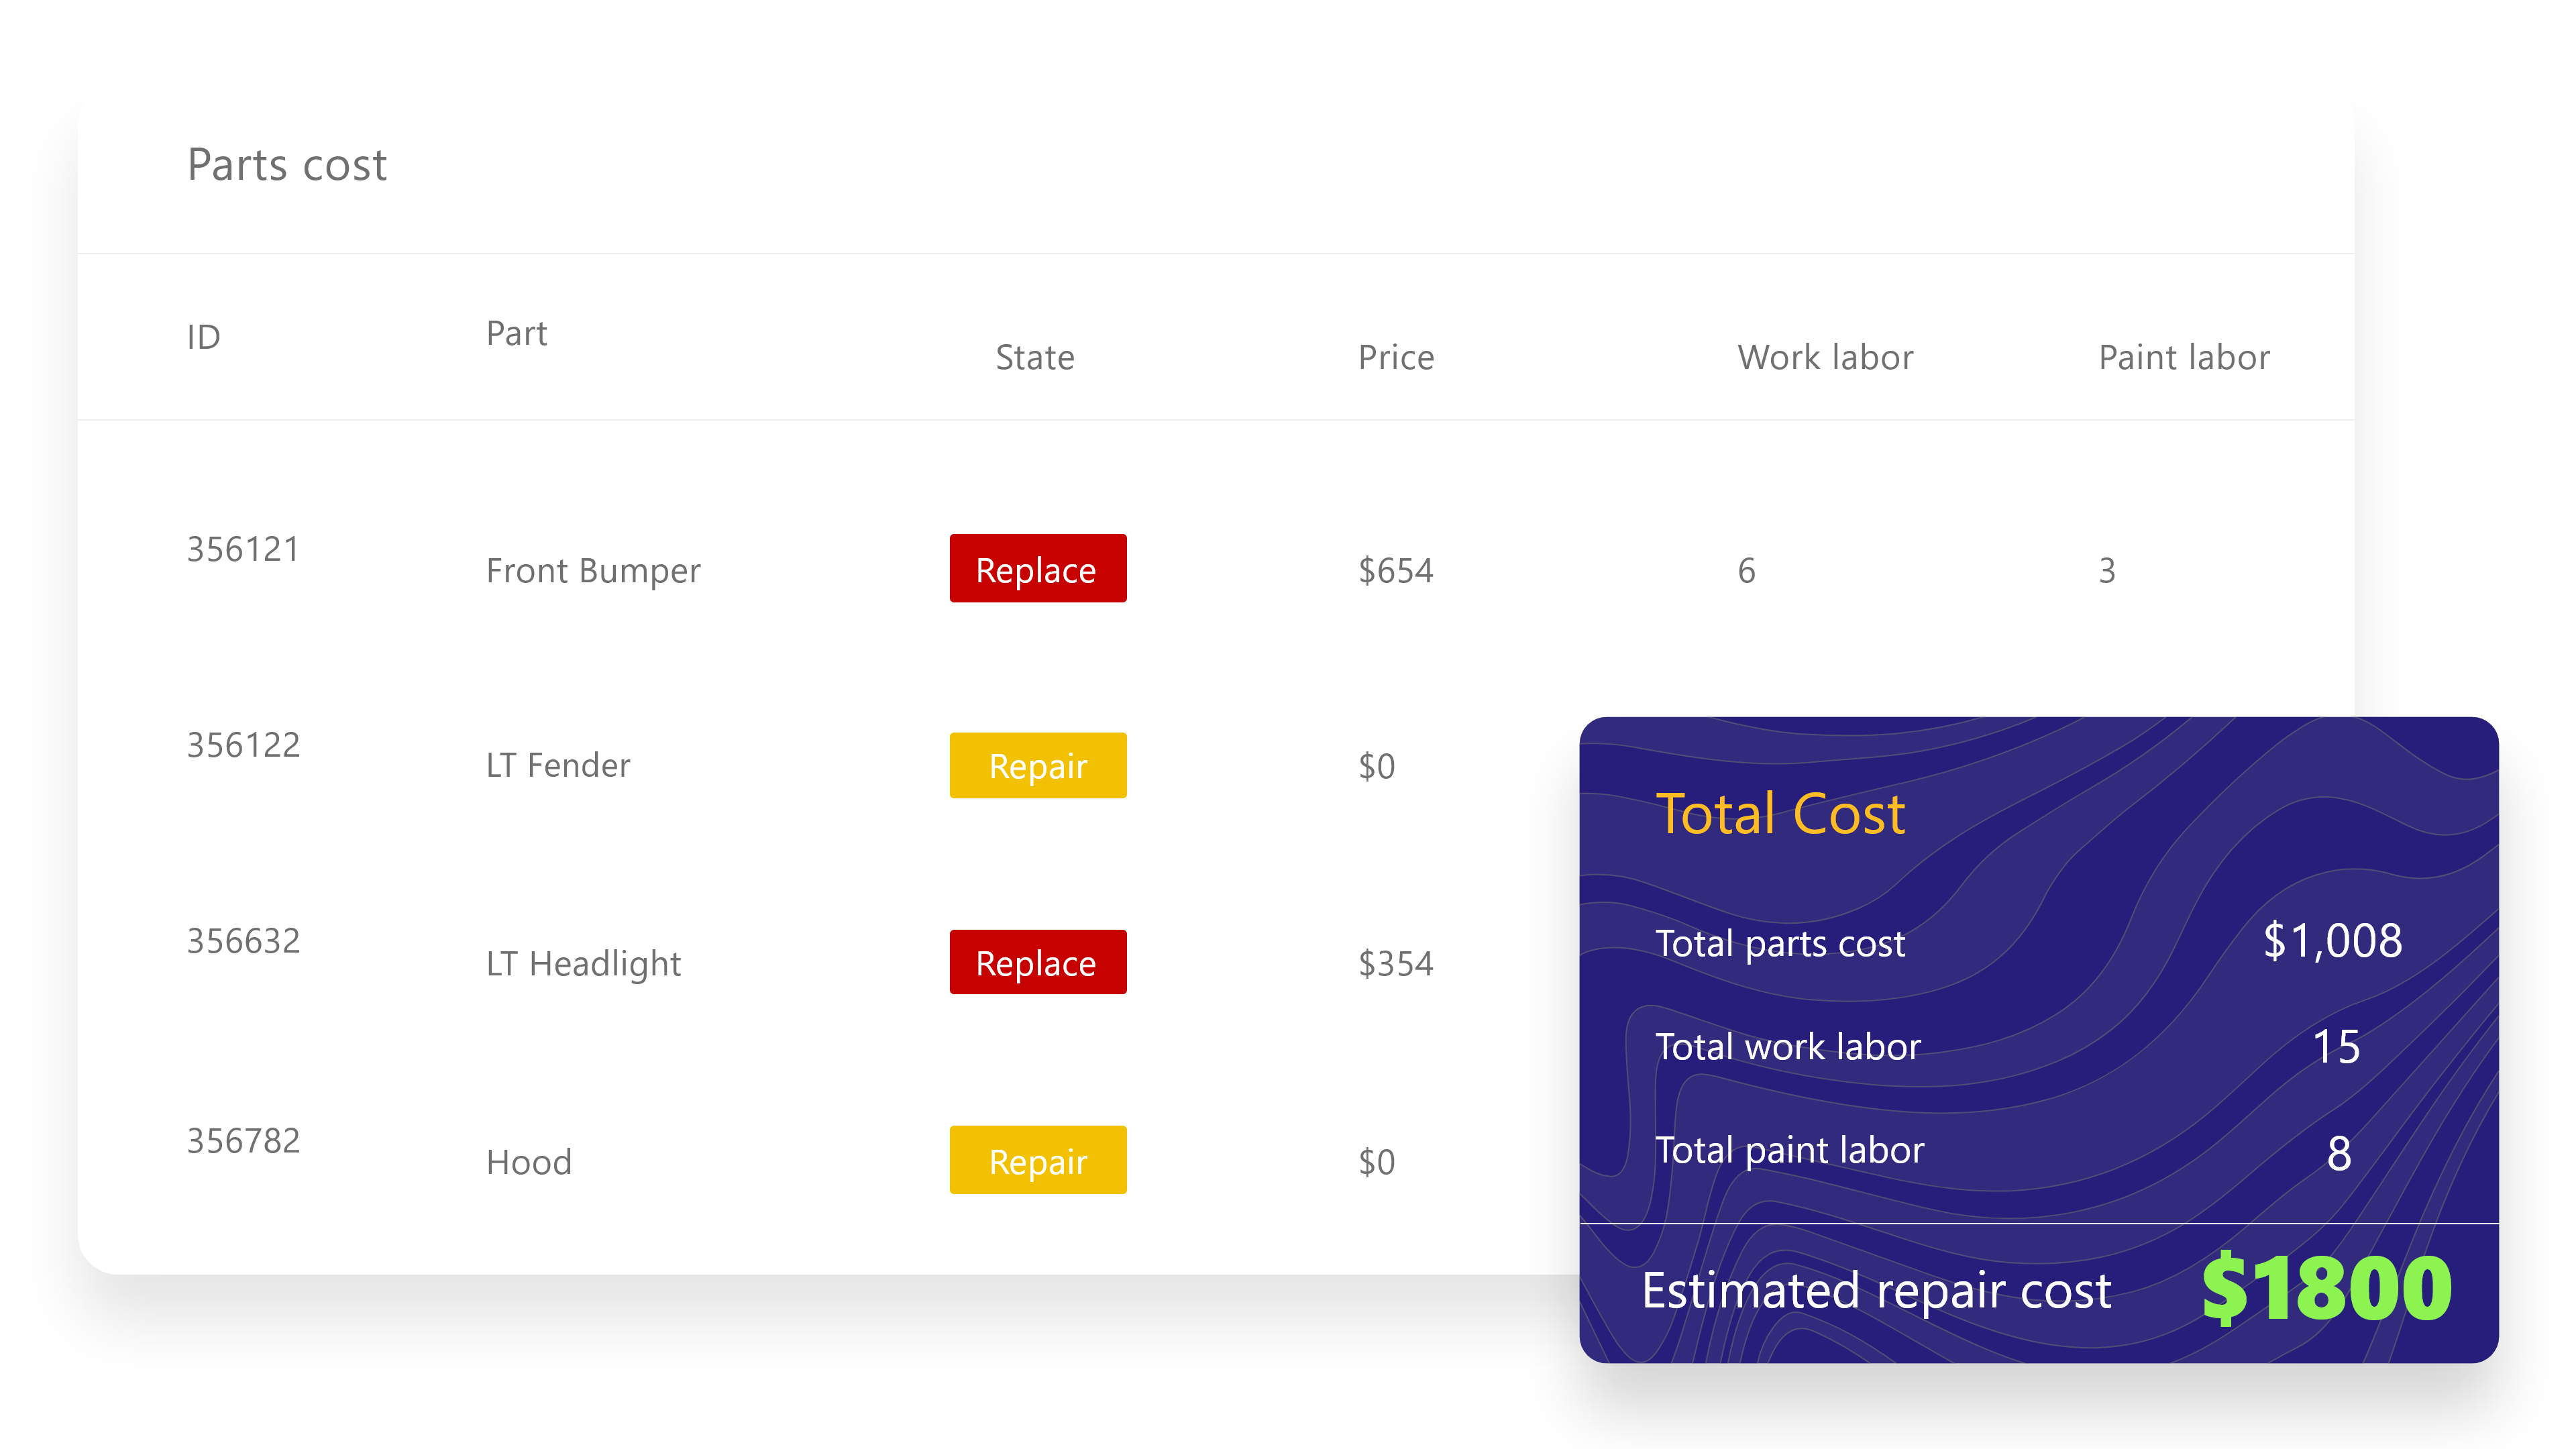 Parts cost
ID Part State Price Work labor Paint labor
356121 Front Bumper Replace $654 6 3
356122 LT Fender Repair $0
356632 LT Headlight Replace $354
356782 Hood Repair $0
Total Cost
Total parts cost $1,008
Total work labor 15
Total paint labor 8
Estimated repair cost $1800